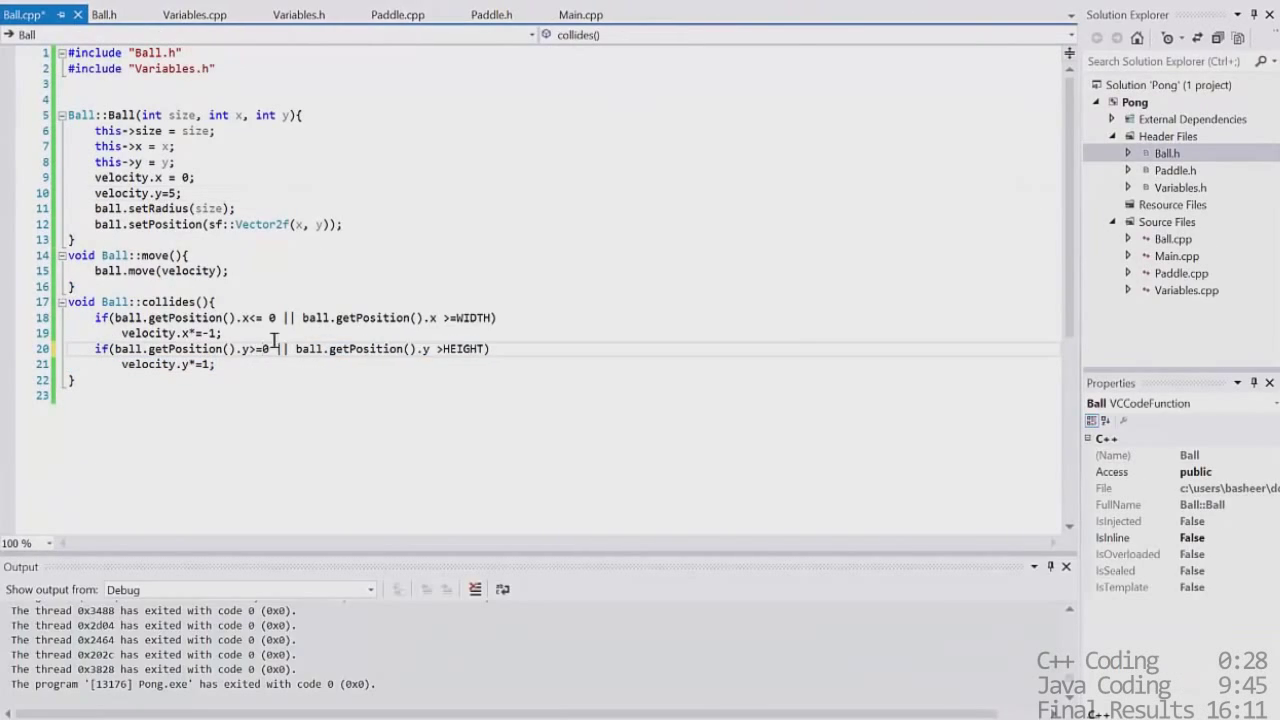 Ball.cpp*
Ball.h
Variables.cpp
Variables.h
Paddle.cpp
Paddle.h
Main.cpp
Ball
collides()
1 #include "Ball.h"
2 #include "Variables.h"
3
4
5 Ball::Ball(int size, int x, int y){
6 this->size = size;
7 this->x = x;
8 this->y = y;
9 velocity.x = 0;
10 velocity.y=5;
11 ball.setRadius(size);
12 ball.setPosition(sf::Vector2f(x, y));
13 }
14 void Ball::move(){
15 ball.move(velocity);
16 }
17 void Ball::collides(){
18 if(ball.getPosition().x<= 0 || ball.getPosition().x >=WIDTH)
19 velocity.x*=-1;
20 if(ball.getPosition().y>=0 || ball.getPosition().y >HEIGHT)
21 velocity.y*=1;
22 }
23
100 %
Output
Show output from: Debug
The thread 0x3488 has exited with code 0 (0x0).
The thread 0x2d04 has exited with code 0 (0x0).
The thread 0x2464 has exited with code 0 (0x0).
The thread 0x202c has exited with code 0 (0x0).
The thread 0x3828 has exited with code 0 (0x0).
The program '[13176] Pong.exe' has exited with code 0 (0x0).
Solution Explorer
Search Solution Explorer (Ctrl+;)
Solution 'Pong' (1 project)
Pong
External Dependencies
Header Files
Ball.h
Paddle.h
Variables.h
Resource Files
Source Files
Ball.cpp
Main.cpp
Paddle.cpp
Variables.cpp
Properties
Ball VCCodeFunction
C++
(Name) Ball
Access public
File c:\users\basheer\do
FullName Ball::Ball
IsInjected False
IsInline False
IsOverloaded False
IsSealed False
IsTemplate False
C++ Coding 0:28
Java Coding 9:45
Final Results 16:11
C++